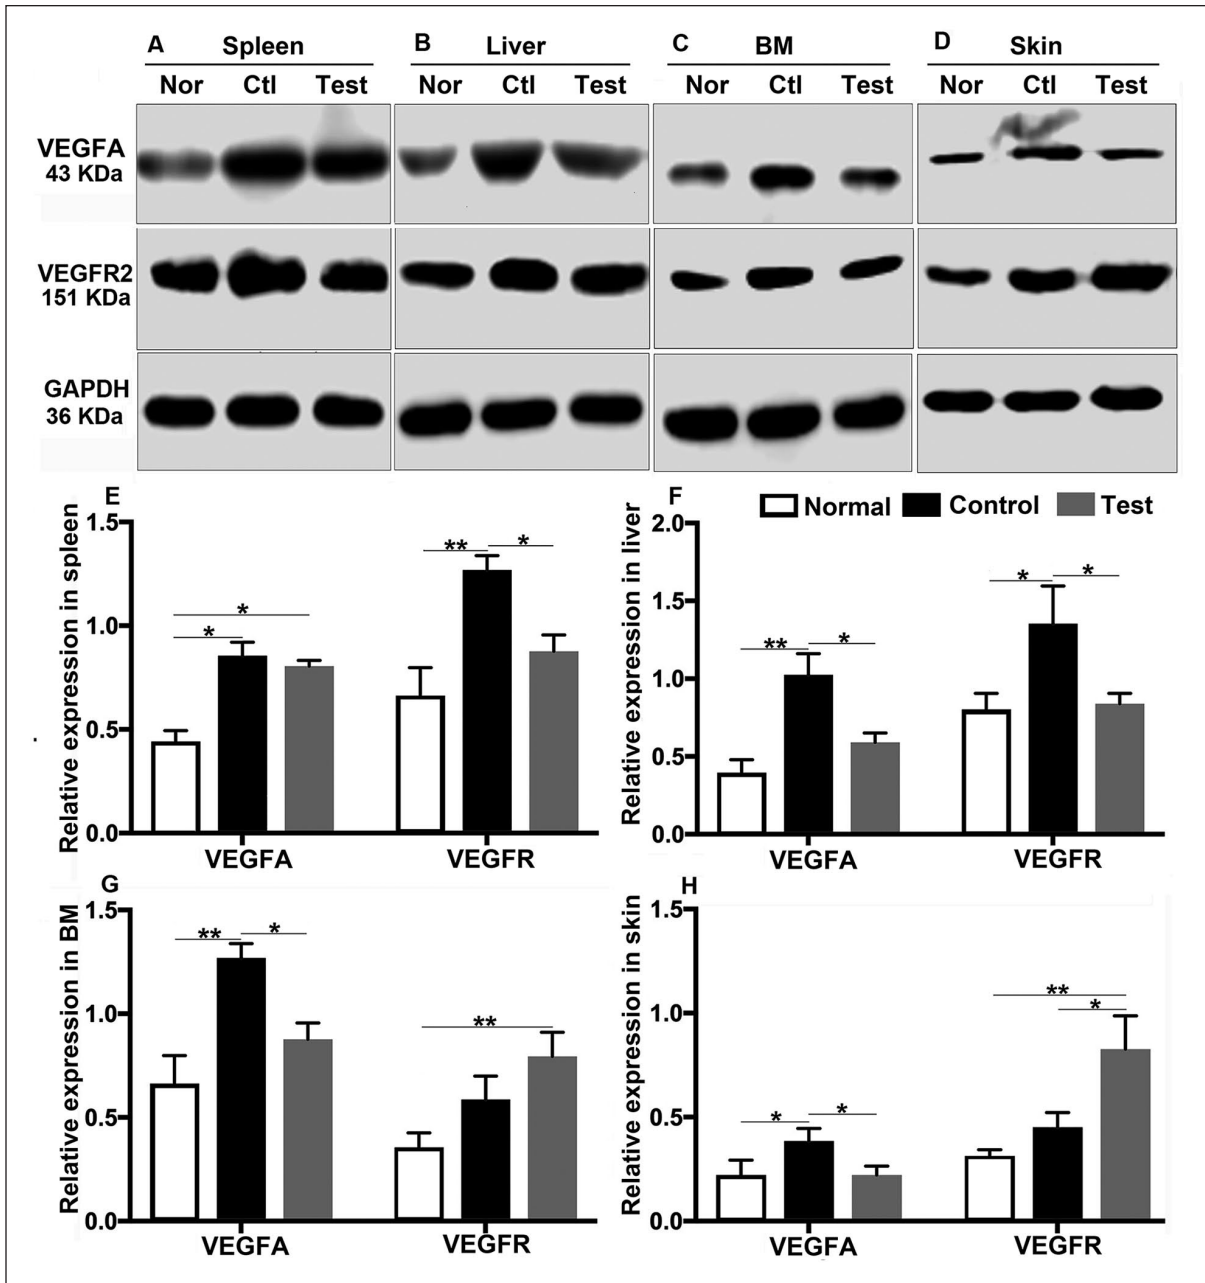 A Spleen B Liver C BM D Skin
Nor Ctl Test Nor Ctl Test Nor Ctl Test Nor Ctl Test
VEGFA
43 KDa
VEGFR2
151 KDa
GAPDH
36 KDa
E
Relative expression in spleen
1.5
1.0
0.5
0.0
* * ** *
VEGFA VEGFR
F
Normal Control Test
Relative expression in liver
2.0
1.5
1.0
0.5
0.0
** * * *
VEGFA VEGFR
G
Relative expression in BM
1.5
1.0
0.5
0.0
** * **
VEGFA VEGFR
H
Relative expression in skin
1.5
1.0
0.5
0.0
* * ** *
VEGFA VEGFR